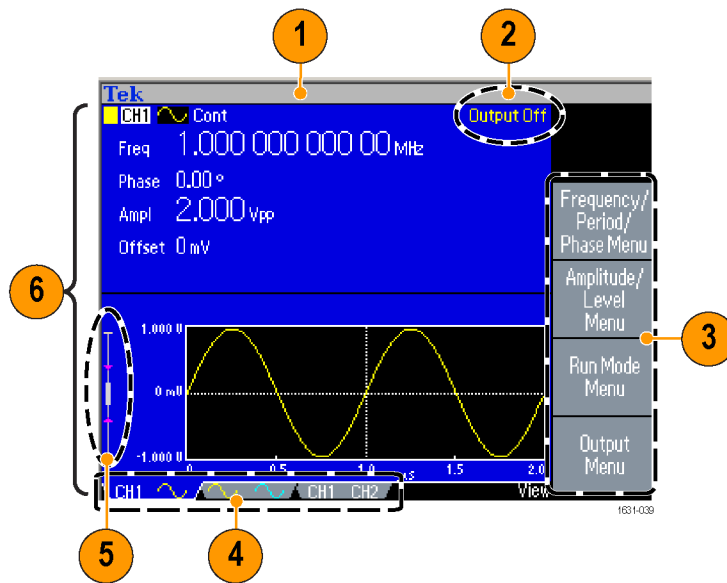 1
2
Tek
CH1 Cont
Output Off
Freq 1.000 000 000 00 MHz
Phase 0.00 °
Ampl 2.000 Vpp
Offset 0 mV
Frequency/
Period/
Phase Menu
Amplitude/
Level
Menu
Run Mode
Menu
Output
Menu
6
3
1.000 V
0 mV
-1.000 V
0 0.5 1.0 1.5 2.0
CH1
CH1 CH2
View
1631-039
5
4